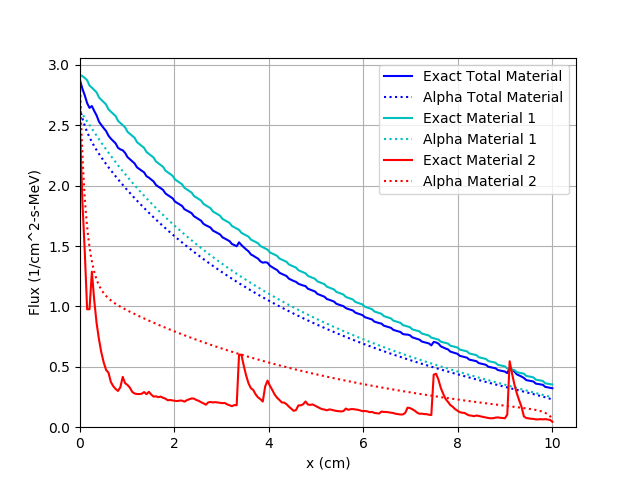 3.0
2.5
2.0
1.5
1.0
0.5
0.0
Flux (1/cm^2-s-MeV)
0 2 4 6 8 10
x (cm)
Exact Total Material
Alpha Total Material
Exact Material 1
Alpha Material 1
Exact Material 2
Alpha Material 2